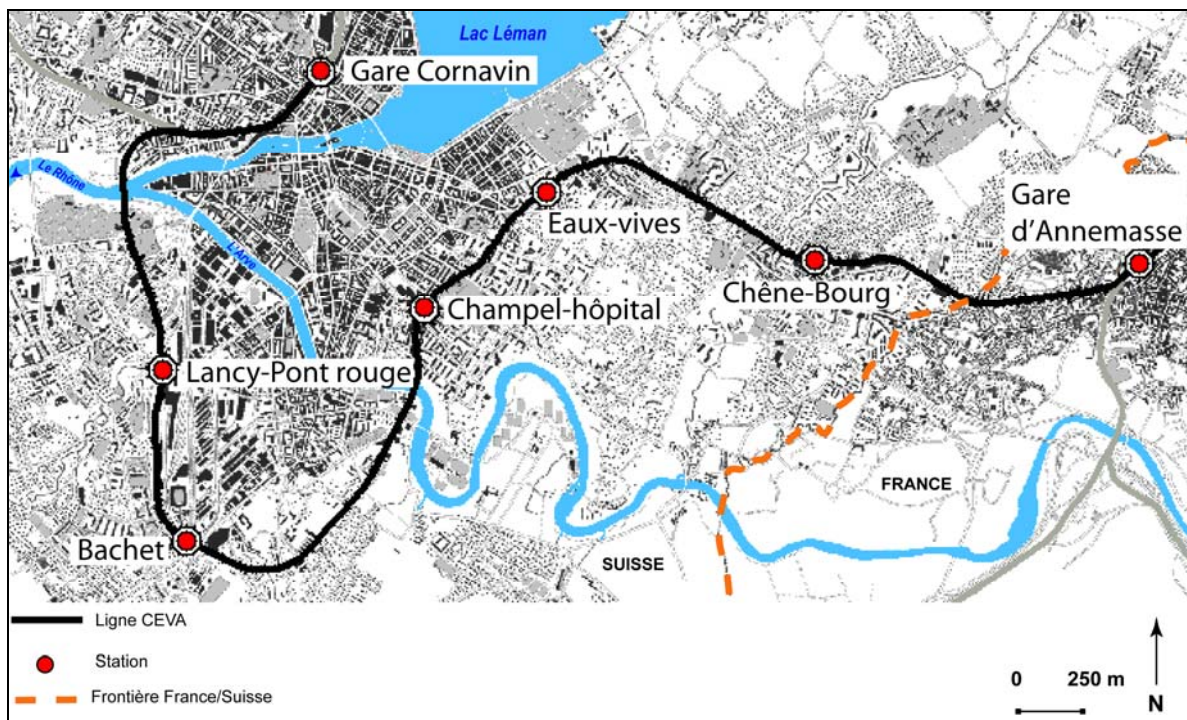 Lac Léman
Gare Cornavin
Le Rhône
Gare
d'Annemasse
Eaux-vives
L'Arve
Chêne-Bourg
Champel-hôpital
Lancy-Pont rouge
FRANCE
Bachet
SUISSE
Ligne CEVA
Station
Frontière France/Suisse
0 250 m
N